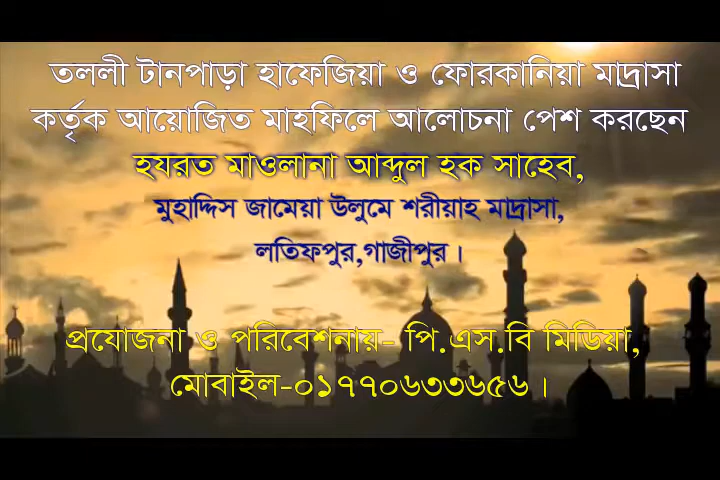 তললী টানপাড়া হাফেজিয়া ও ফোরকানিয়া মাদ্রাসা
কর্তৃক আয়োজিত মাহফিলে আলোচনা পেশ করছেন
হযরত মাওলানা আব্দুল হক সাহেব,
মুহাদ্দিস জামেয়া উলুমে শরীয়াহ মাদ্রাসা,
লতিফপুর,গাজীপুর।
প্রযোজনা ও পরিবেশনায়- পি.এস.বি মিডিয়া,
মোবাইল-০১৭৭০৬৩৩৬৫৬।